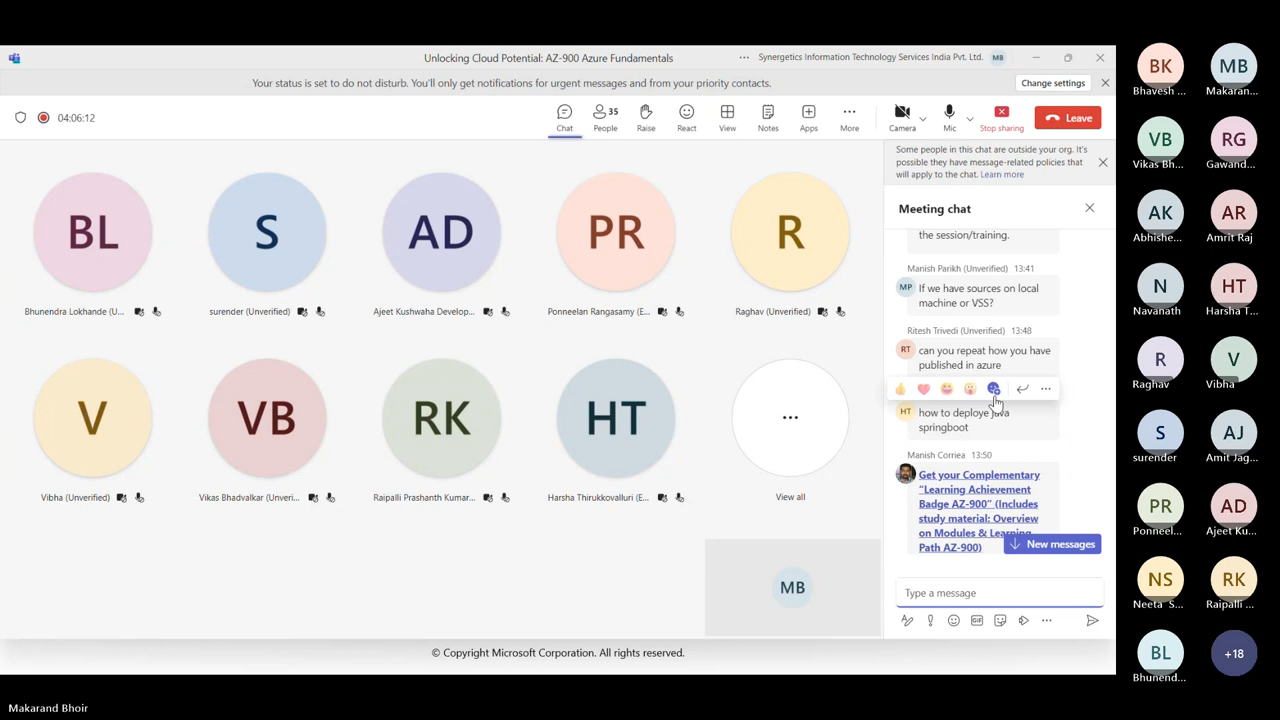 Unlocking Cloud Potential: AZ-900 Azure Fundamentals
Synergetics Information Technology Services India Pvt. Ltd.
MB
Your status is set to do not disturb. You'll only get notifications for urgent messages and from your priority contacts.
Change settings
04:06:12
Chat
35
People
Raise
React
View
Notes
Apps
More
Camera
Mic
Stop sharing
Leave
BL
S
AD
PR
R
Bhunendra Lokhande (U...
surender (Unverified)
Ajeet Kushwaha Develop...
Ponneelan Rangasamy (E...
Raghav (Unverified)
V
VB
RK
HT
...
Vibha (Unverified)
Vikas Bhadvalkar (Unveri...
Raipalli Prashanth Kumar...
Harsha Thirukkovalluri (E...
View all
MB
Some people in this chat are outside your org. It's
possible they have message-related policies that
will apply to the chat. Learn more
Meeting chat
the session/training.
Manish Parikh (Unverified) 13:41
MP
If we have sources on local
machine or VSS?
Ritesh Trivedi (Unverified) 13:48
RT
can you repeat how you have
published in azure
HT
how to deploye java
springboot
Manish Corriea 13:50
Get your Complementary
"Learning Achievement
Badge AZ-900" (Includes
study material: Overview
on Modules & Learning
Path AZ-900)
New messages
Type a message
GIF
© Copyright Microsoft Corporation. All rights reserved.
BK
MB
Bhavesh ...
Makaran...
VB
RG
Vikas Bh...
Gawand...
AK
AR
Abhishe...
Amrit Raj
N
HT
Navanath
Harsha T...
R
V
Raghav
Vibha
S
AJ
surender
Amit Jag...
PR
AD
Ponneel...
Ajeet Ku...
NS
RK
Neeta S...
Raipalli ...
BL
+18
Bhunend...
Makarand Bhoir